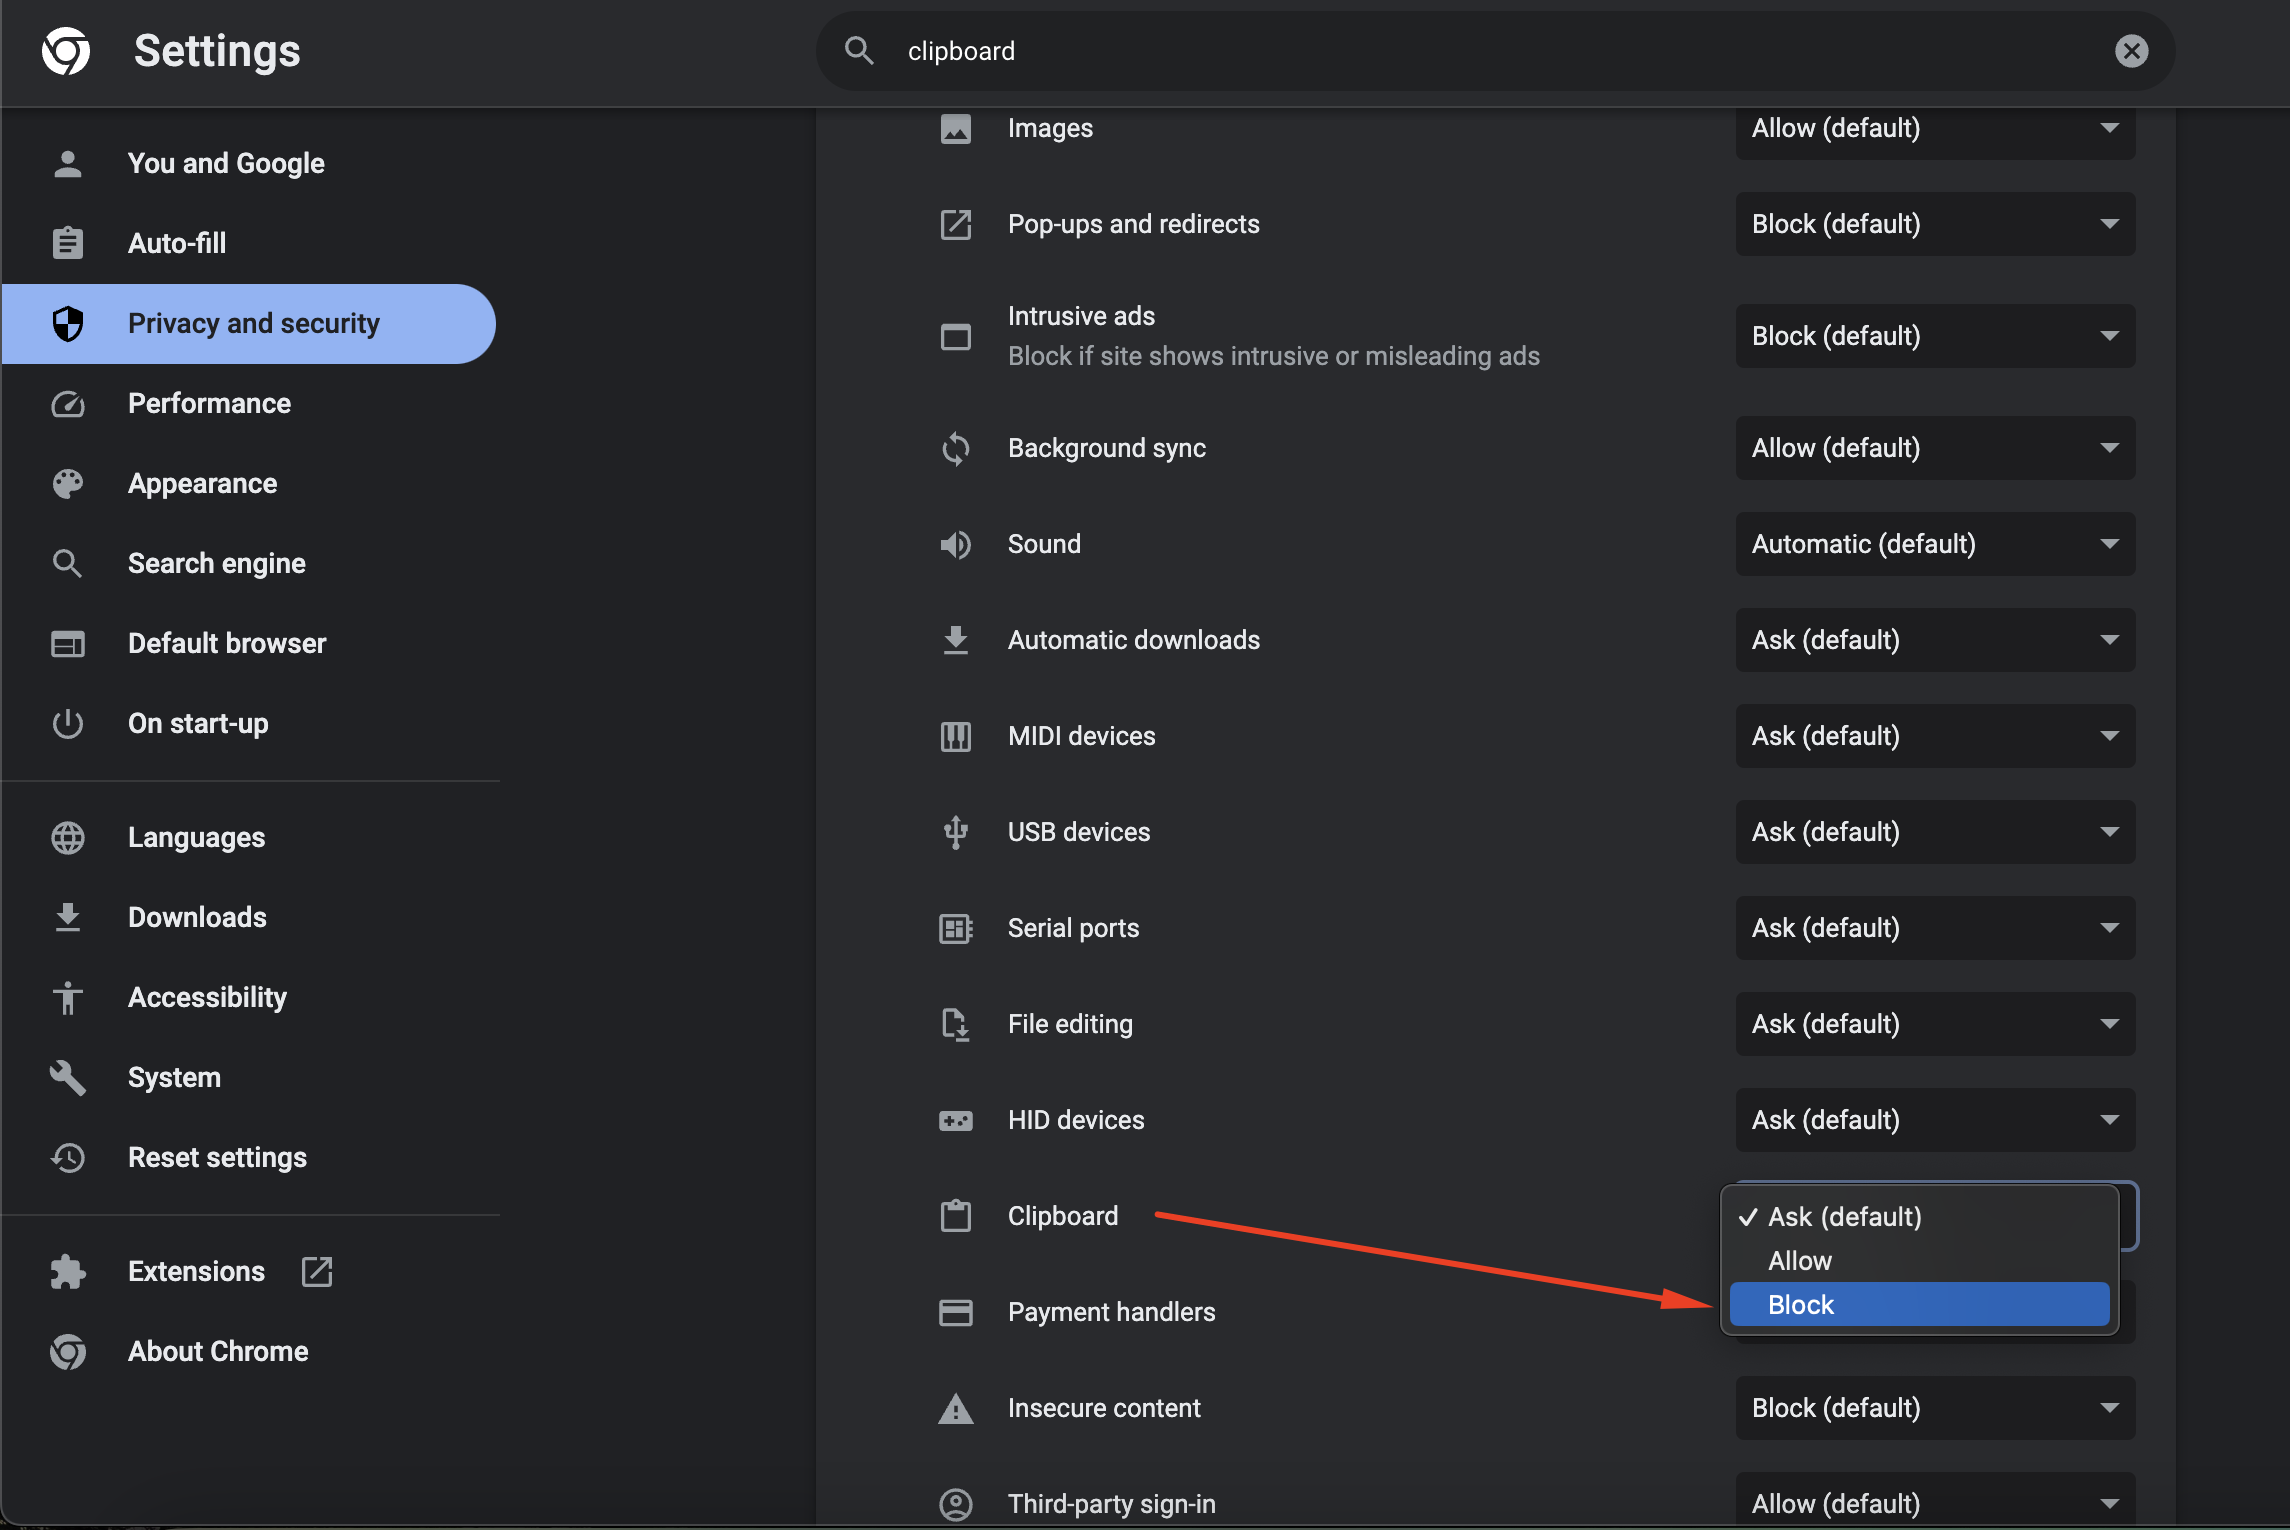 Settings
clipboard
You and Google
Auto-fill
Privacy and security
Performance
Appearance
Search engine
Default browser
On start-up
Languages
Downloads
Accessibility
System
Reset settings
Extensions
About Chrome
Images
Allow (default)
Pop-ups and redirects
Block (default)
Intrusive ads
Block if site shows intrusive or misleading ads
Block (default)
Background sync
Allow (default)
Sound
Automatic (default)
Automatic downloads
Ask (default)
MIDI devices
Ask (default)
USB devices
Ask (default)
Serial ports
Ask (default)
File editing
Ask (default)
HID devices
Ask (default)
Clipboard
✓ Ask (default)
Allow
Block
Payment handlers
Insecure content
Block (default)
Third-party sign-in
Allow (default)